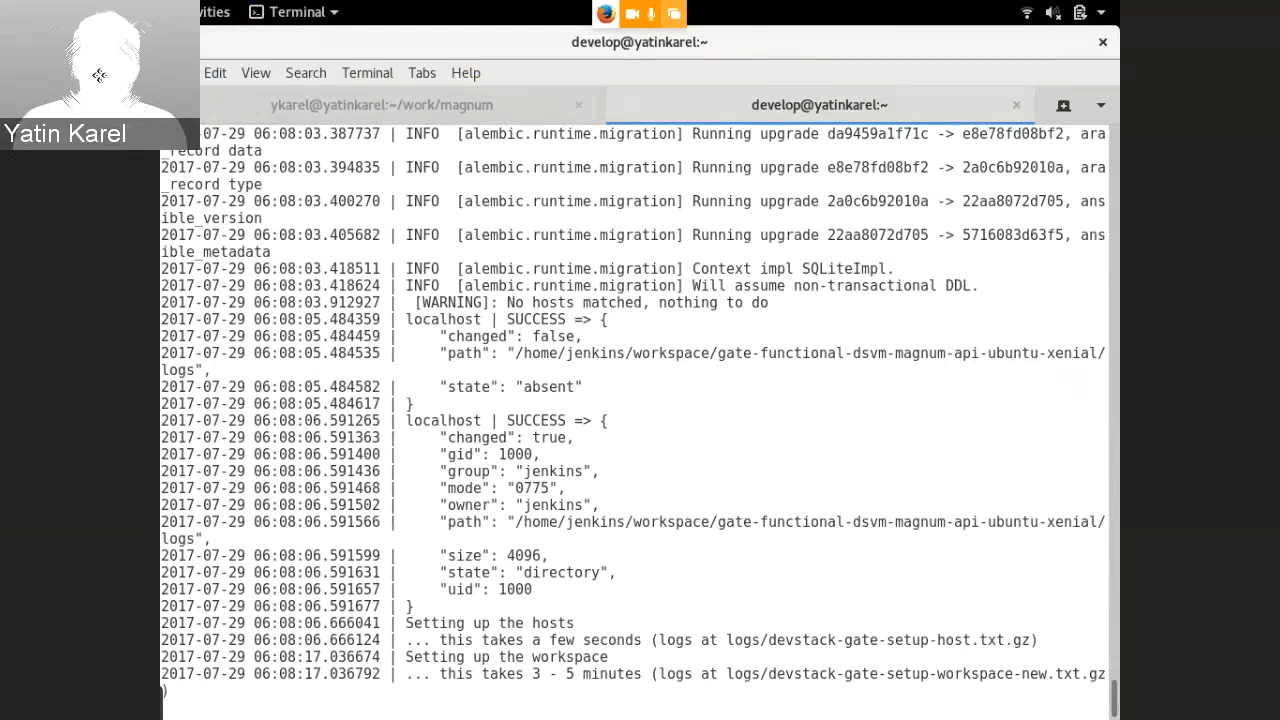 ivities Terminal
develop@yatinkarel:~
Edit View Search Terminal Tabs Help
Yatin Karel
ykarel@yatinkarel:~/work/magnum
develop@yatinkarel:~
2017-07-29 06:08:03.387737 | INFO  [alembic.runtime.migration] Running upgrade da9459a1f71c -> e8e78fd08bf2, ara
_record data
2017-07-29 06:08:03.394835 | INFO  [alembic.runtime.migration] Running upgrade e8e78fd08bf2 -> 2a0c6b92010a, ara
_record type
2017-07-29 06:08:03.400270 | INFO  [alembic.runtime.migration] Running upgrade 2a0c6b92010a -> 22aa8072d705, ans
ible_version
2017-07-29 06:08:03.405682 | INFO  [alembic.runtime.migration] Running upgrade 22aa8072d705 -> 5716083d63f5, ans
ible_metadata
2017-07-29 06:08:03.418511 | INFO  [alembic.runtime.migration] Context impl SQLiteImpl.
2017-07-29 06:08:03.418624 | INFO  [alembic.runtime.migration] Will assume non-transactional DDL.
2017-07-29 06:08:03.912927 |  [WARNING]: No hosts matched, nothing to do
2017-07-29 06:08:05.484359 | localhost | SUCCESS => {
2017-07-29 06:08:05.484459 |     "changed": false,
2017-07-29 06:08:05.484535 |     "path": "/home/jenkins/workspace/gate-functional-dsvm-magnum-api-ubuntu-xenial/
logs",
2017-07-29 06:08:05.484582 |     "state": "absent"
2017-07-29 06:08:05.484617 | }
2017-07-29 06:08:06.591265 | localhost | SUCCESS => {
2017-07-29 06:08:06.591363 |     "changed": true,
2017-07-29 06:08:06.591400 |     "gid": 1000,
2017-07-29 06:08:06.591436 |     "group": "jenkins",
2017-07-29 06:08:06.591468 |     "mode": "0775",
2017-07-29 06:08:06.591502 |     "owner": "jenkins",
2017-07-29 06:08:06.591566 |     "path": "/home/jenkins/workspace/gate-functional-dsvm-magnum-api-ubuntu-xenial/
logs",
2017-07-29 06:08:06.591599 |     "size": 4096,
2017-07-29 06:08:06.591631 |     "state": "directory",
2017-07-29 06:08:06.591657 |     "uid": 1000
2017-07-29 06:08:06.591677 | }
2017-07-29 06:08:06.666041 | Setting up the hosts
2017-07-29 06:08:06.666124 | ... this takes a few seconds (logs at logs/devstack-gate-setup-host.txt.gz)
2017-07-29 06:08:17.036674 | Setting up the workspace
2017-07-29 06:08:17.036792 | ... this takes 3 - 5 minutes (logs at logs/devstack-gate-setup-workspace-new.txt.gz
)